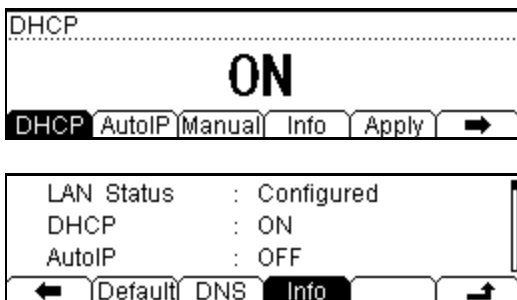 DHCP
ON
DHCP AutoIP Manual Info Apply
LAN Status : Configured
DHCP : ON
AutoIP : OFF
Default DNS Info